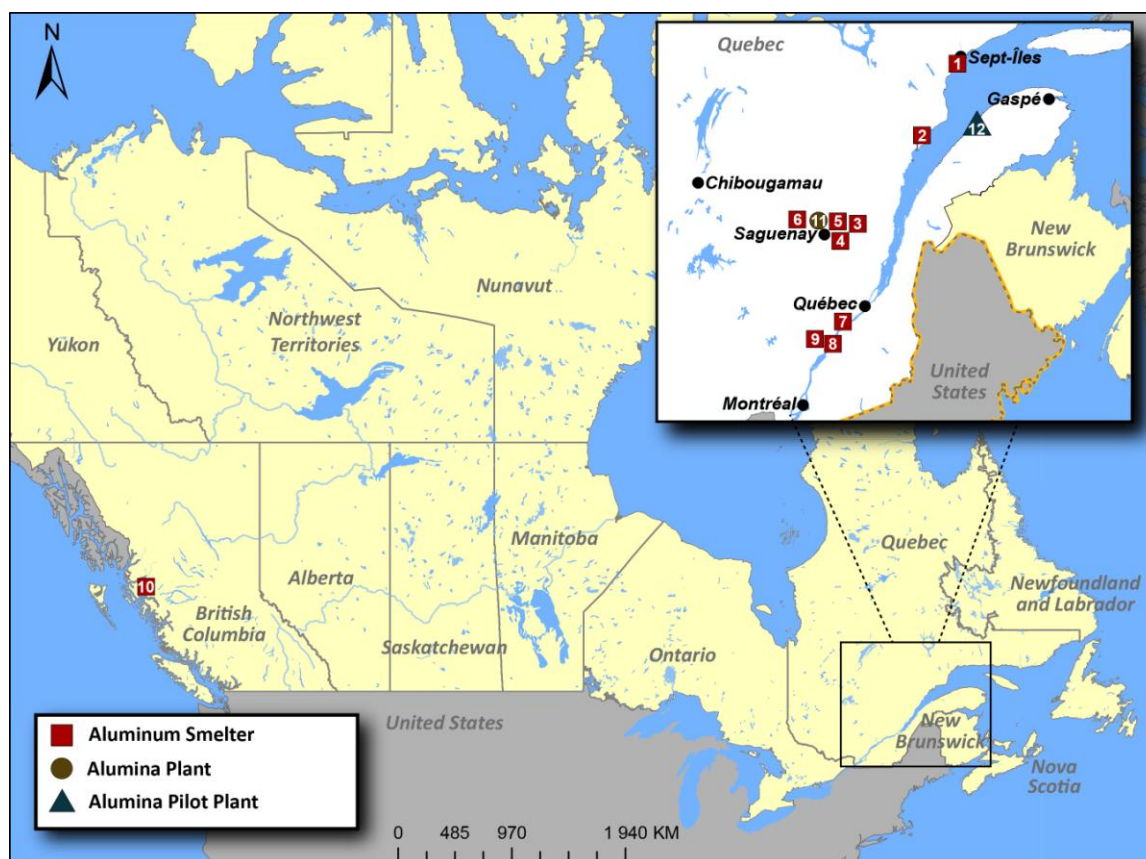 N
Quebec
Sept-Îles
1
Gaspé
12
2
Chibougamau
6
11
5
3
Saguenay
4
New
Brunswick
Québec
7
9
8
United
States
Montréal
Yukon
Northwest
Territories
Nunavut
10
British
Columbia
Alberta
Saskatchewan
Manitoba
Ontario
Quebec
Newfoundland
and Labrador
New
Brunswick
Nova
Scotia
United States
Aluminum Smelter
Alumina Plant
Alumina Pilot Plant
0 485 970 1 940 KM